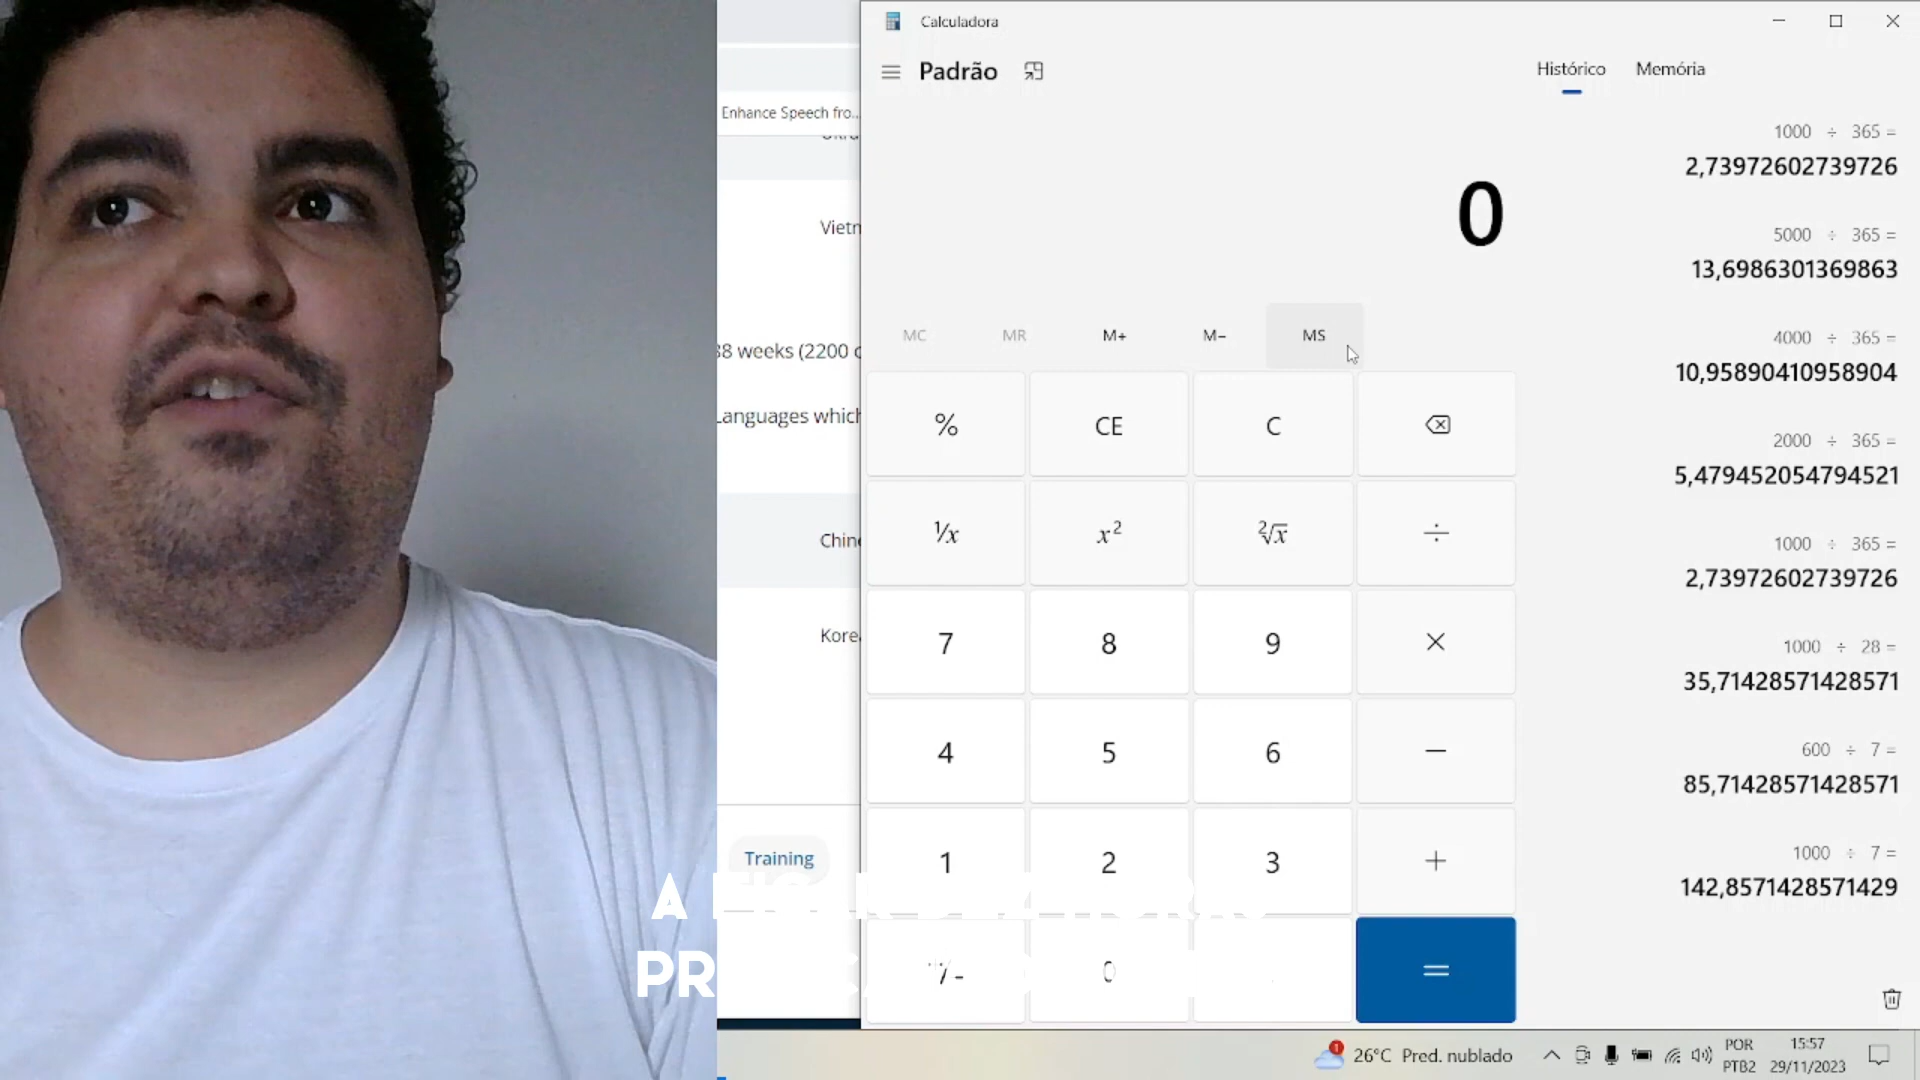 Calculadora
Padrão
Histórico Memória
Enhance Speech fro...
1000 ÷ 365 =
2,73972602739726
0
5000 ÷ 365 =
13,6986301369863
4000 ÷ 365 =
10,95890410958904
2000 ÷ 365 =
5,479452054794521
1000 ÷ 365 =
2,73972602739726
1000 ÷ 28 =
35,71428571428571
600 ÷ 7 =
85,71428571428571
1000 ÷ 7 =
142,8571428571429
MC MR M+ M− MS
% CE C
¹/x x² ²√x ÷
7 8 9 ×
4 5 6 −
1 2 3 +
0 =
8 weeks (2200
Languages which
Training
A
26°C Pred. nublado
POR
PTB2
15:57
29/11/2023